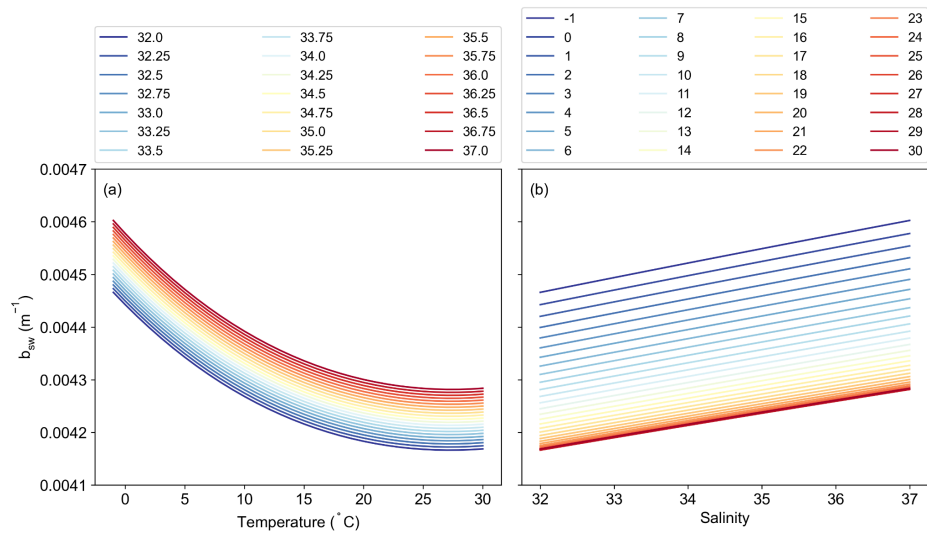 32.0 33.75 35.5
32.25 34.0 35.75
32.5 34.25 36.0
32.75 34.5 36.25
33.0 34.75 36.5
33.25 35.0 36.75
33.5 35.25 37.0
-1 7 15 23
0 8 16 24
1 9 17 25
2 10 18 26
3 11 19 27
4 12 20 28
5 13 21 29
6 14 22 30
0.0047
0.0046
0.0045
0.0044
0.0043
0.0042
0.0041
b_sw (m⁻¹)
(a)
0 5 10 15 20 25 30
Temperature (°C)
(b)
32 33 34 35 36 37
Salinity